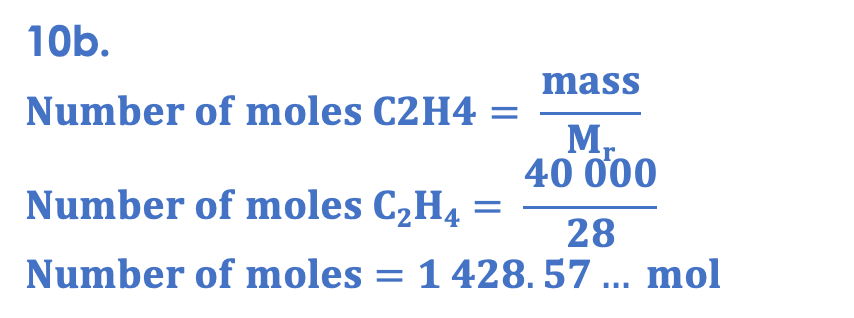 10b.
Number of moles C2H4 = mass / Mᵣ
Number of moles C₂H₄ = 40 000 / 28
Number of moles = 1 428.57 ... mol